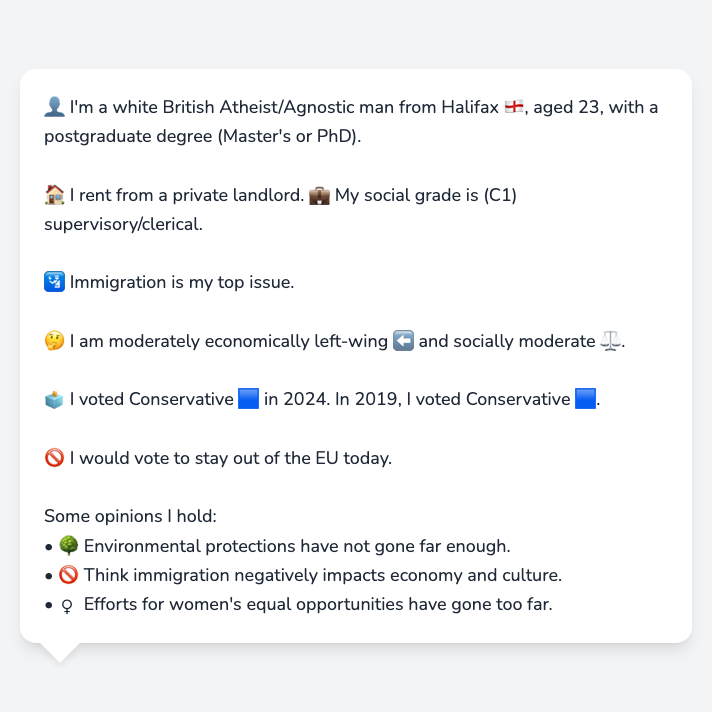 👤 I'm a white British Atheist/Agnostic man from Halifax 🏴󠁧󠁢󠁥󠁮󠁧󠁿, aged 23, with a
postgraduate degree (Master's or PhD).
🏠 I rent from a private landlord. 💼 My social grade is (C1)
supervisory/clerical.
🛂 Immigration is my top issue.
🤔 I am moderately economically left-wing ⬅️ and socially moderate ⚖️.
🗳️ I voted Conservative 🟦 in 2024. In 2019, I voted Conservative 🟦.
🚫 I would vote to stay out of the EU today.
Some opinions I hold:
• 🌳 Environmental protections have not gone far enough.
• 🚫 Think immigration negatively impacts economy and culture.
• ♀ Efforts for women's equal opportunities have gone too far.